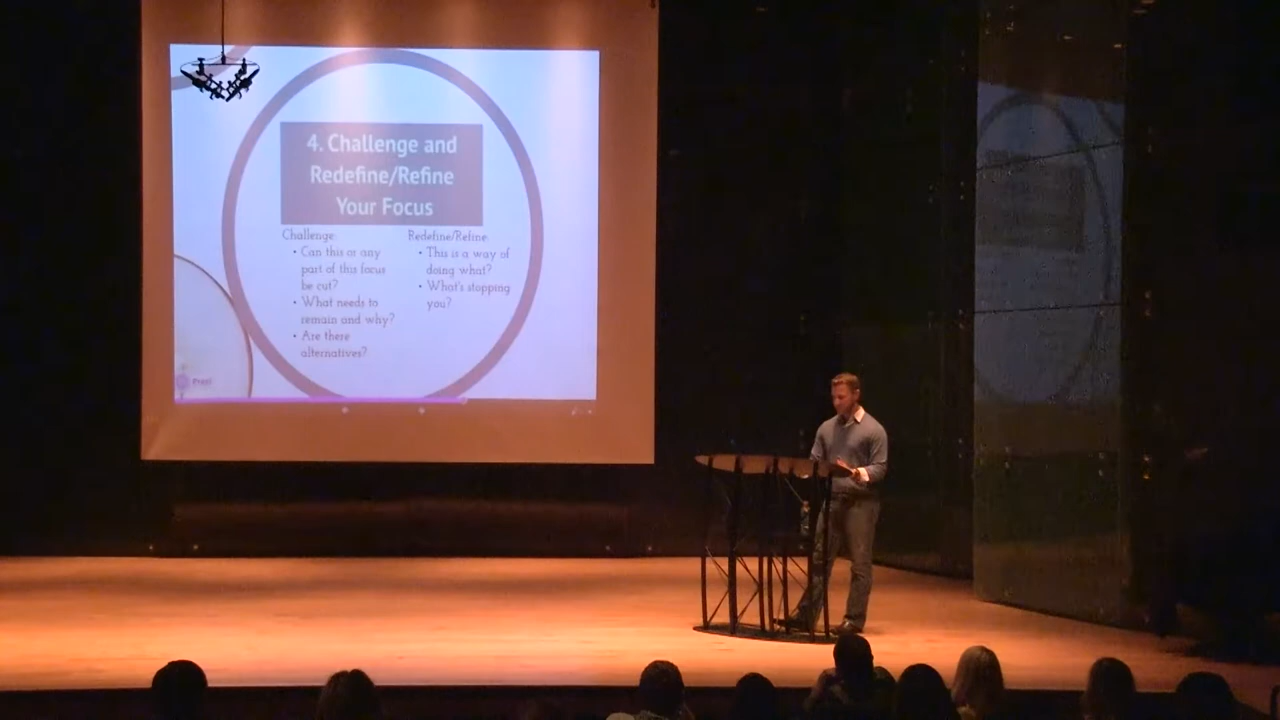 4. Challenge and
Redefine/Refine
Your Focus
Challenge
• Can this or any
part of this focus
be cut?
• What needs to
remain and why?
• Are there
alternatives?
Redefine/Refine
• This is a way of
doing what?
• What's stopping
you?
Prezi